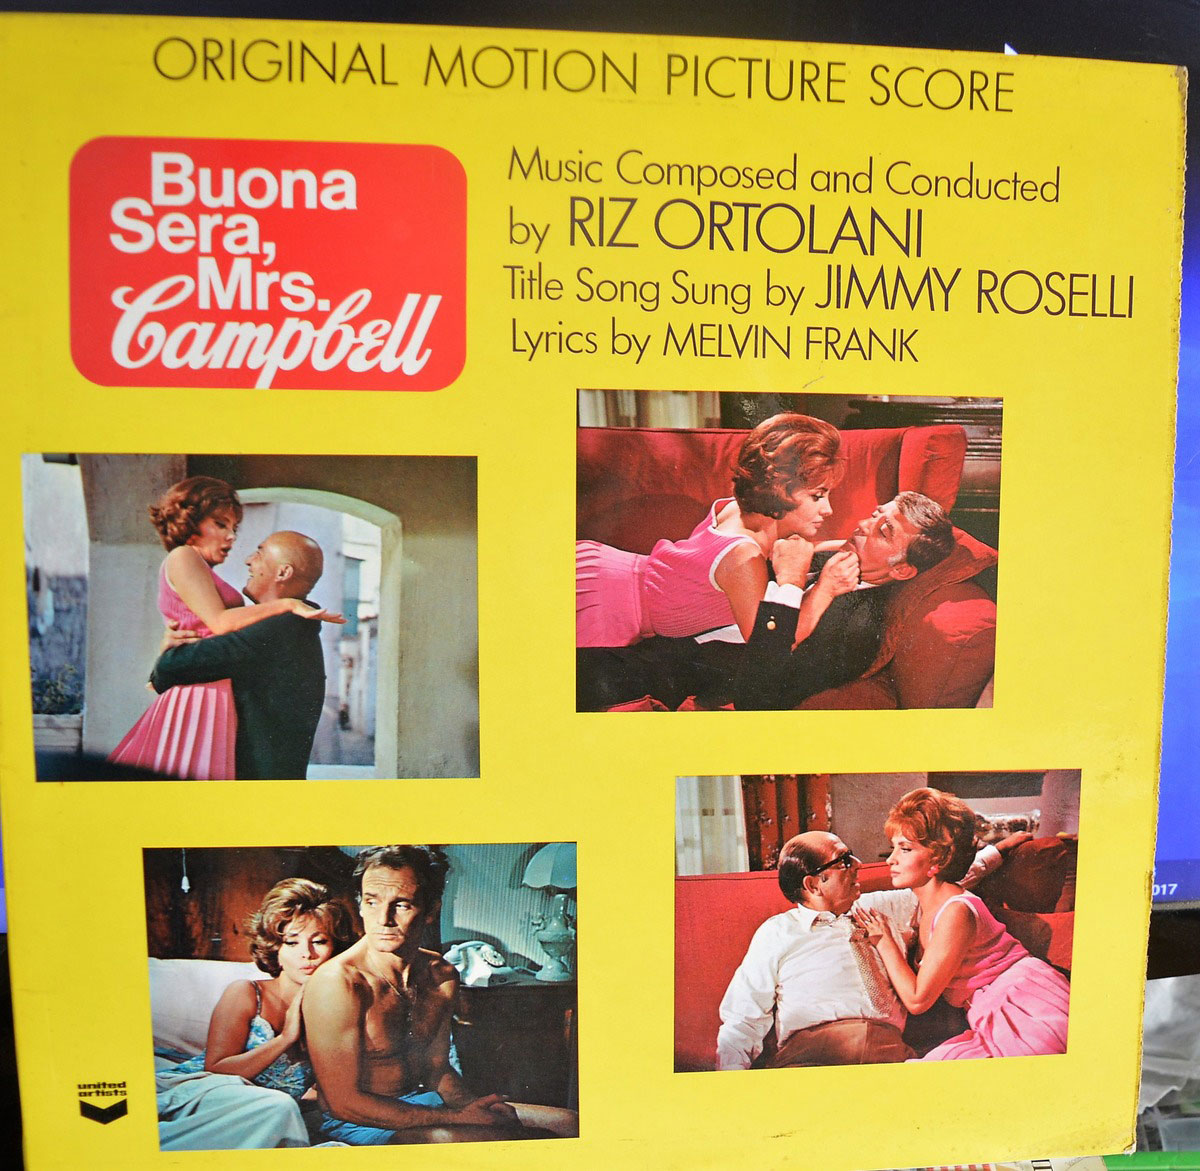 ORIGINAL MOTION PICTURE SCORE
Buona
Sera,
Mrs.
Campbell
Music Composed and Conducted
by RIZ ORTOLANI
Title Song Sung by JIMMY ROSELLI
Lyrics by MELVIN FRANK
united
artists
017